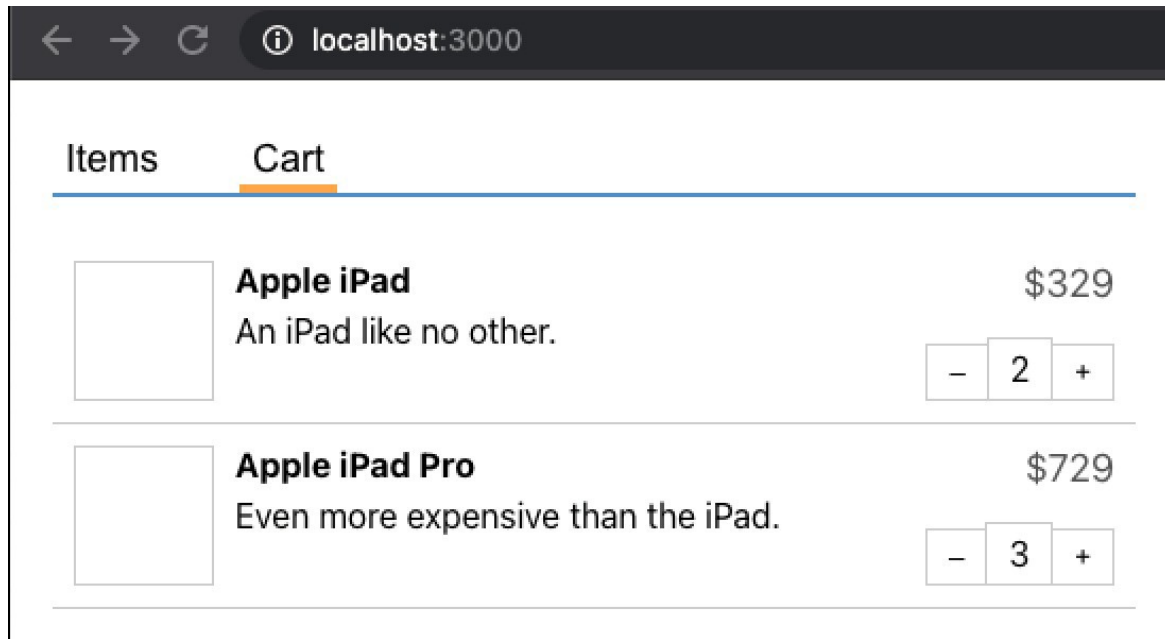 localhost:3000
Items Cart
Apple iPad $329
An iPad like no other.
– 2 +
Apple iPad Pro $729
Even more expensive than the iPad.
– 3 +